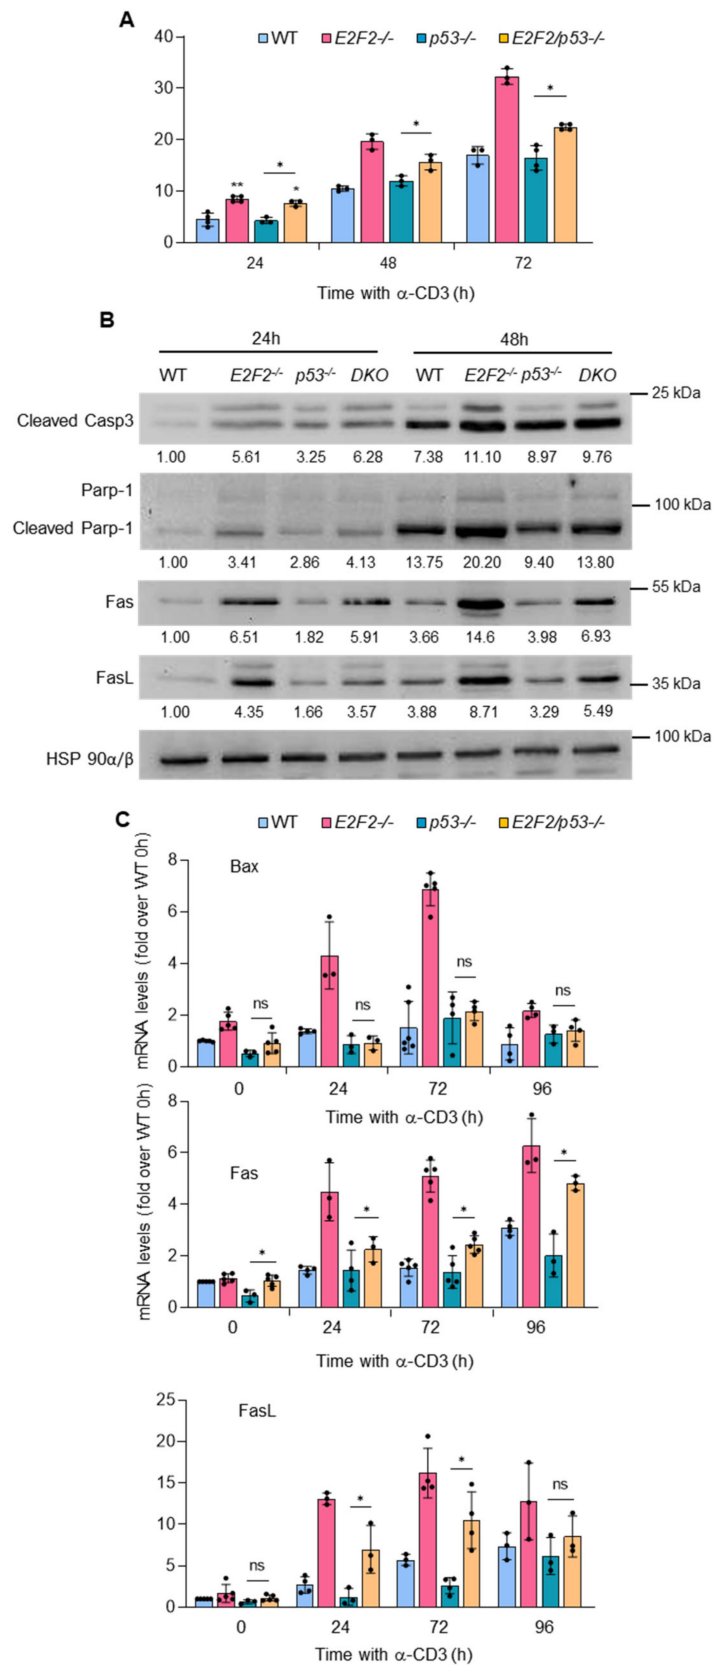 A
WT E2F2-/- p53-/- E2F2/p53-/-
40
30
20
10
0
** * *
*
*
24 48 72
Time with α-CD3 (h)
B
24h 48h
WT E2F2-/- p53-/- DKO WT E2F2-/- p53-/- DKO
25 kDa
Cleaved Casp3
1.00 5.61 3.25 6.28 7.38 11.10 8.97 9.76
Parp-1
100 kDa
Cleaved Parp-1
1.00 3.41 2.86 4.13 13.75 20.20 9.40 13.80
55 kDa
Fas
1.00 6.51 1.82 5.91 3.66 14.6 3.98 6.93
FasL
35 kDa
1.00 4.35 1.66 3.57 3.88 8.71 3.29 5.49
100 kDa
HSP 90α/β
C
WT E2F2-/- p53-/- E2F2/p53-/-
mRNA levels (fold over WT 0h)
Bax
8
6
4
2
0
ns ns ns ns
0 24 72 96
Time with α-CD3 (h)
mRNA levels (fold over WT 0h)
Fas
8
6
4
2
0
* * * *
0 24 72 96
Time with α-CD3 (h)
FasL
25
20
15
10
5
0
ns * * ns
0 24 72 96
Time with α-CD3 (h)